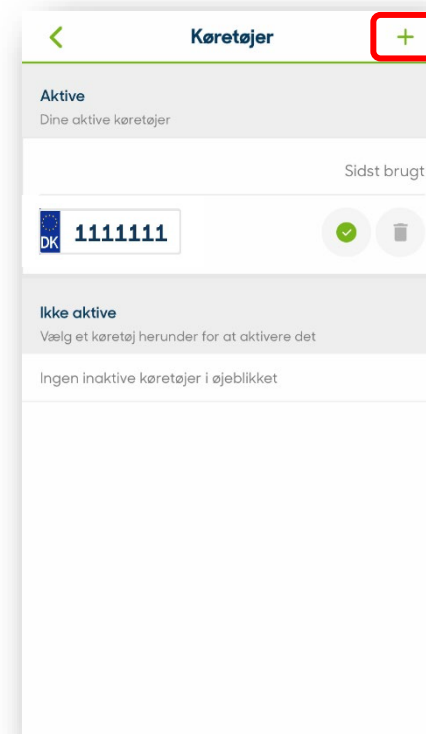 Køretøjer
Aktive
Dine aktive køretøjer
Sidst brugt
DK 1111111
Ikke aktive
Vælg et køretøj herunder for at aktivere det
Ingen inaktive køretøjer i øjeblikket